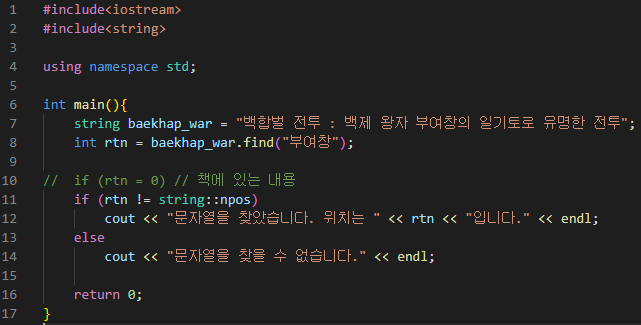 1 #include<iostream>
2 #include<string>
3
4 using namespace std;
5
6 int main(){
7 string baekhap_war = "백합벌 전투 : 백제 왕자 부여창의 일기토로 유명한 전투";
8 int rtn = baekhap_war.find("부여창");
9
10 // if (rtn = 0) // 책에 있는 내용
11 if (rtn != string::npos)
12 cout << "문자열을 찾았습니다. 위치는 " << rtn << "입니다." << endl;
13 else
14 cout << "문자열을 찾을 수 없습니다." << endl;
15
16 return 0;
17 }